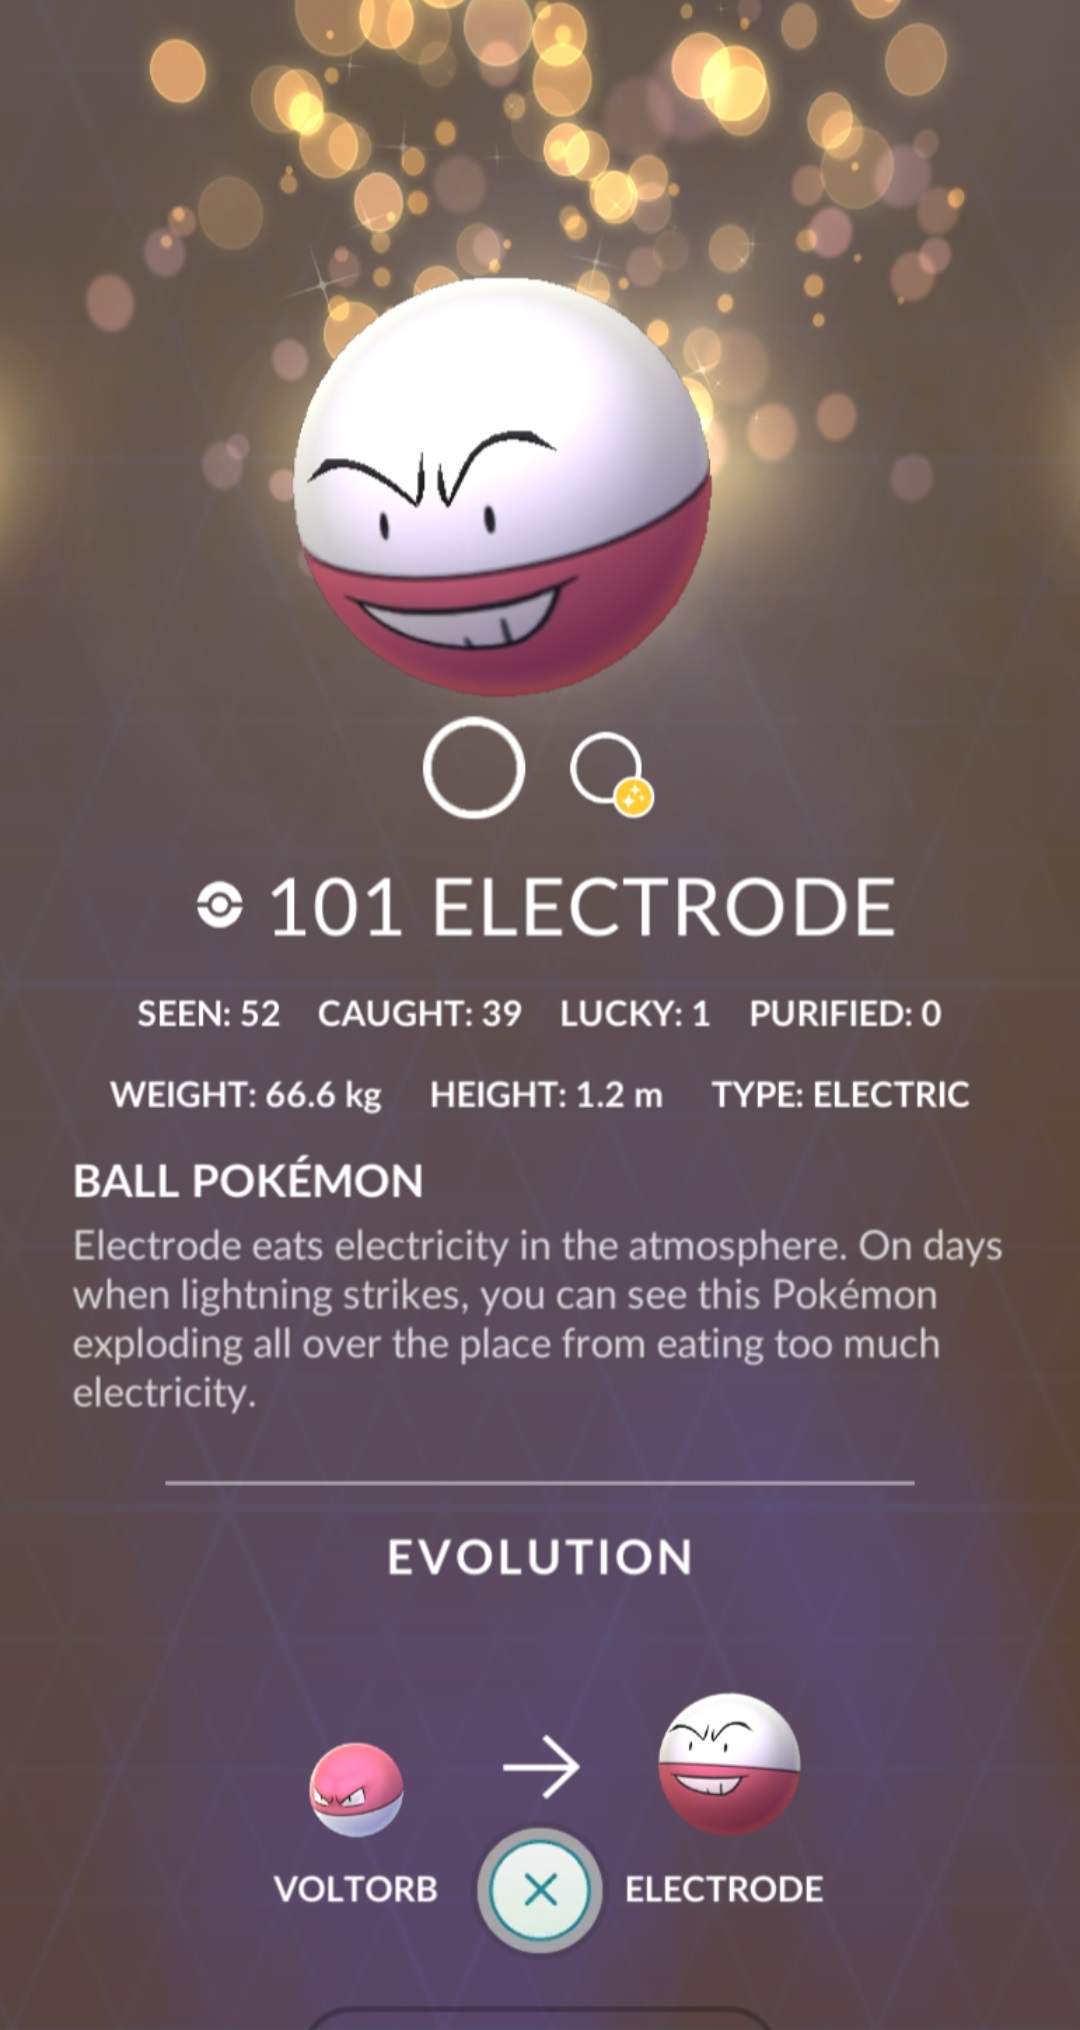 101 ELECTRODE
SEEN: 52 CAUGHT: 39 LUCKY: 1 PURIFIED: 0
WEIGHT: 66.6 kg HEIGHT: 1.2 m TYPE: ELECTRIC
BALL POKÉMON
Electrode eats electricity in the atmosphere. On days
when lightning strikes, you can see this Pokémon
exploding all over the place from eating too much
electricity.
EVOLUTION
VOLTORB ELECTRODE